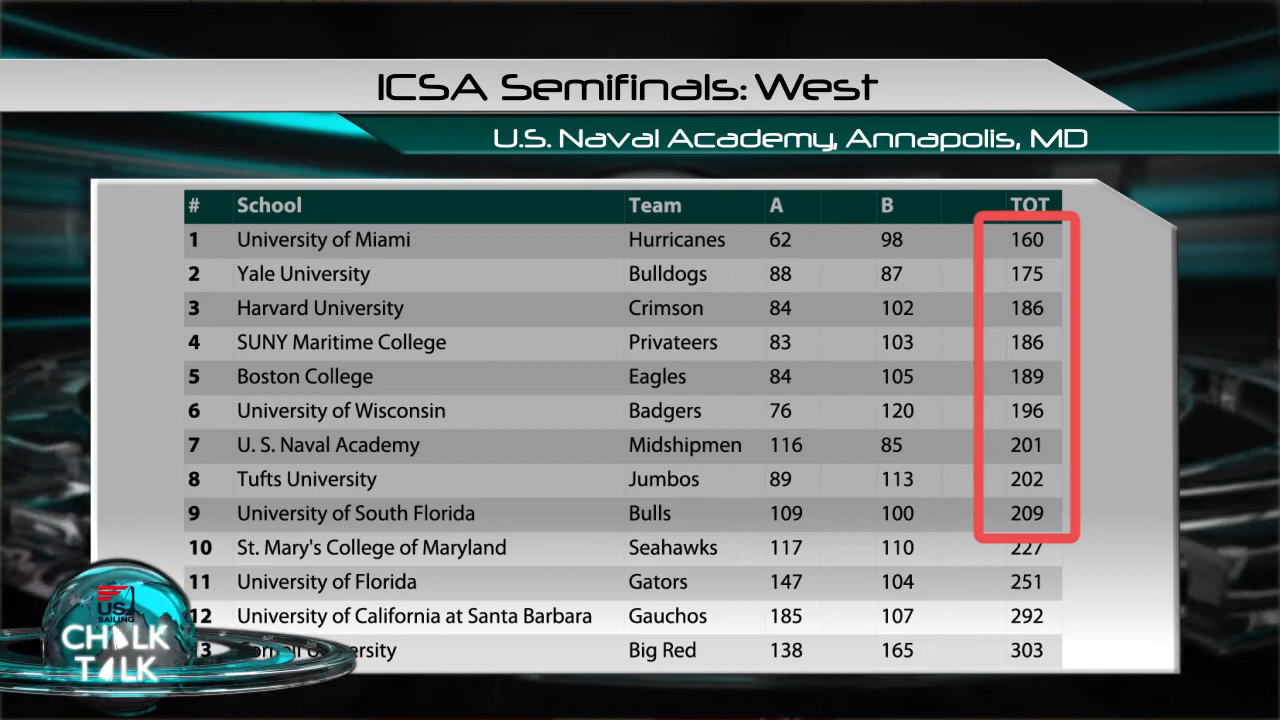 ICSA Semifinals: West
U.S. Naval Academy, Annapolis, MD
# School Team A B TOT
1 University of Miami Hurricanes 62 98 160
2 Yale University Bulldogs 88 87 175
3 Harvard University Crimson 84 102 186
4 SUNY Maritime College Privateers 83 103 186
5 Boston College Eagles 84 105 189
6 University of Wisconsin Badgers 76 120 196
7 U. S. Naval Academy Midshipmen 116 85 201
8 Tufts University Jumbos 89 113 202
9 University of South Florida Bulls 109 100 209
10 St. Mary's College of Maryland Seahawks 117 110 227
11 University of Florida Gators 147 104 251
12 University of California at Santa Barbara Gauchos 185 107 292
Big Red 138 165 303
US
SAILING
CHALK
TALK